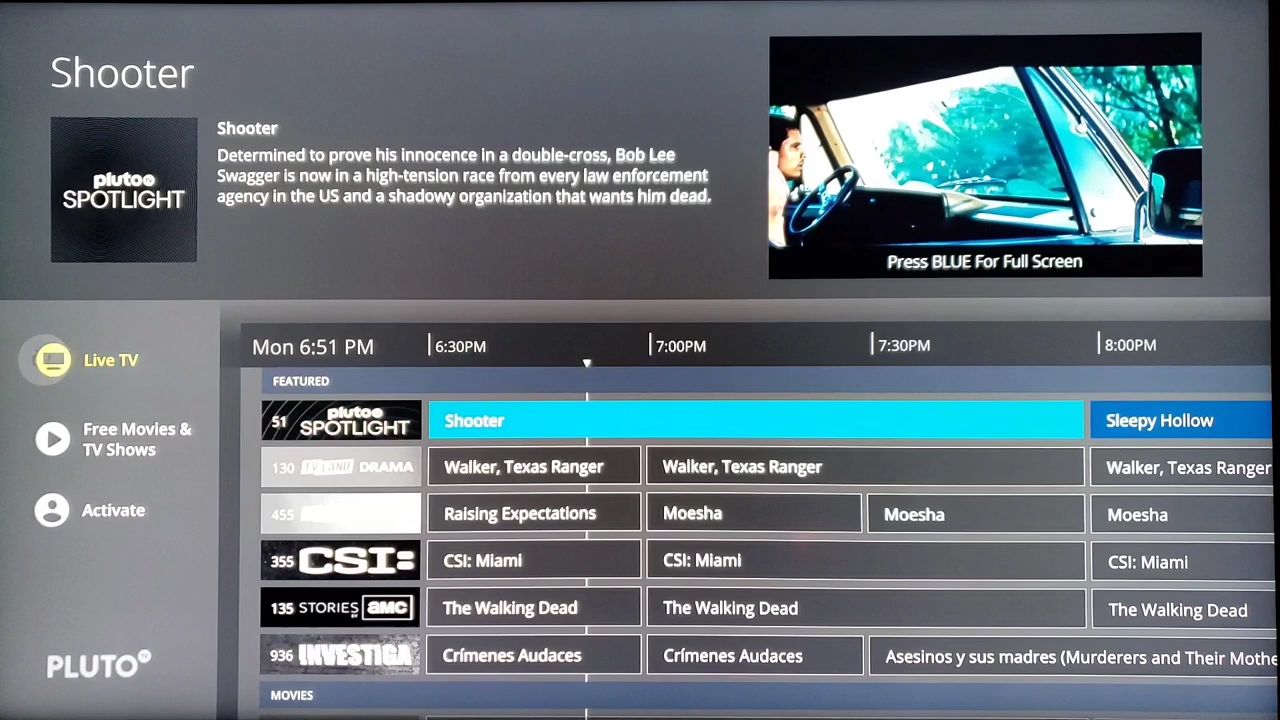 Shooter
pluto tv
SPOTLIGHT
Shooter
Determined to prove his innocence in a double-cross, Bob Lee
Swagger is now in a high-tension race from every law enforcement
agency in the US and a shadowy organization that wants him dead.
Press BLUE For Full Screen
Live TV
Free Movies &
TV Shows
Activate
PLUTO TV
Mon 6:51 PM
6:30PM
7:00PM
7:30PM
8:00PM
FEATURED
51
pluto tv
SPOTLIGHT
Shooter
Sleepy Hollow
130 TV LAND DRAMA
Walker, Texas Ranger
Walker, Texas Ranger
Walker, Texas Ranger
455
Raising Expectations
Moesha
Moesha
Moesha
355 CSI:
CSI: Miami
CSI: Miami
CSI: Miami
135 STORIES BY AMC
The Walking Dead
The Walking Dead
The Walking Dead
936 INVESTIGA
Crímenes Audaces
Crímenes Audaces
Asesinos y sus madres (Murderers and Their Mothe
MOVIES